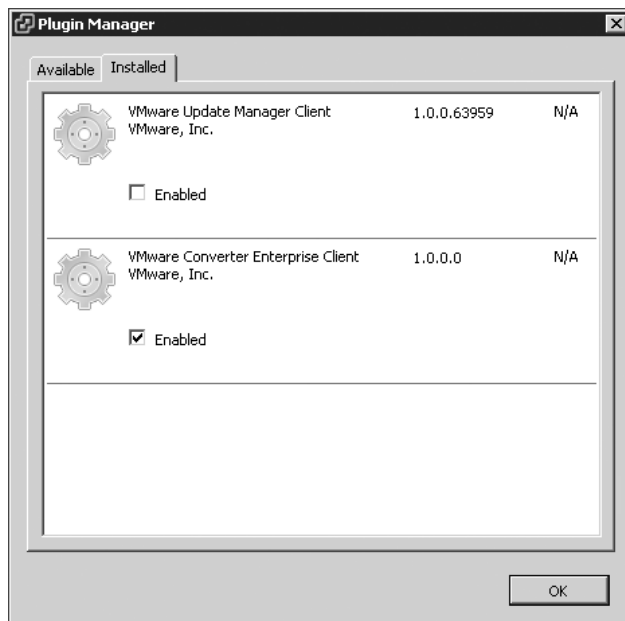 Plugin Manager
Available Installed
VMware Update Manager Client 1.0.0.63959 N/A
VMware, Inc.
Enabled
VMware Converter Enterprise Client 1.0.0.0 N/A
VMware, Inc.
Enabled
OK